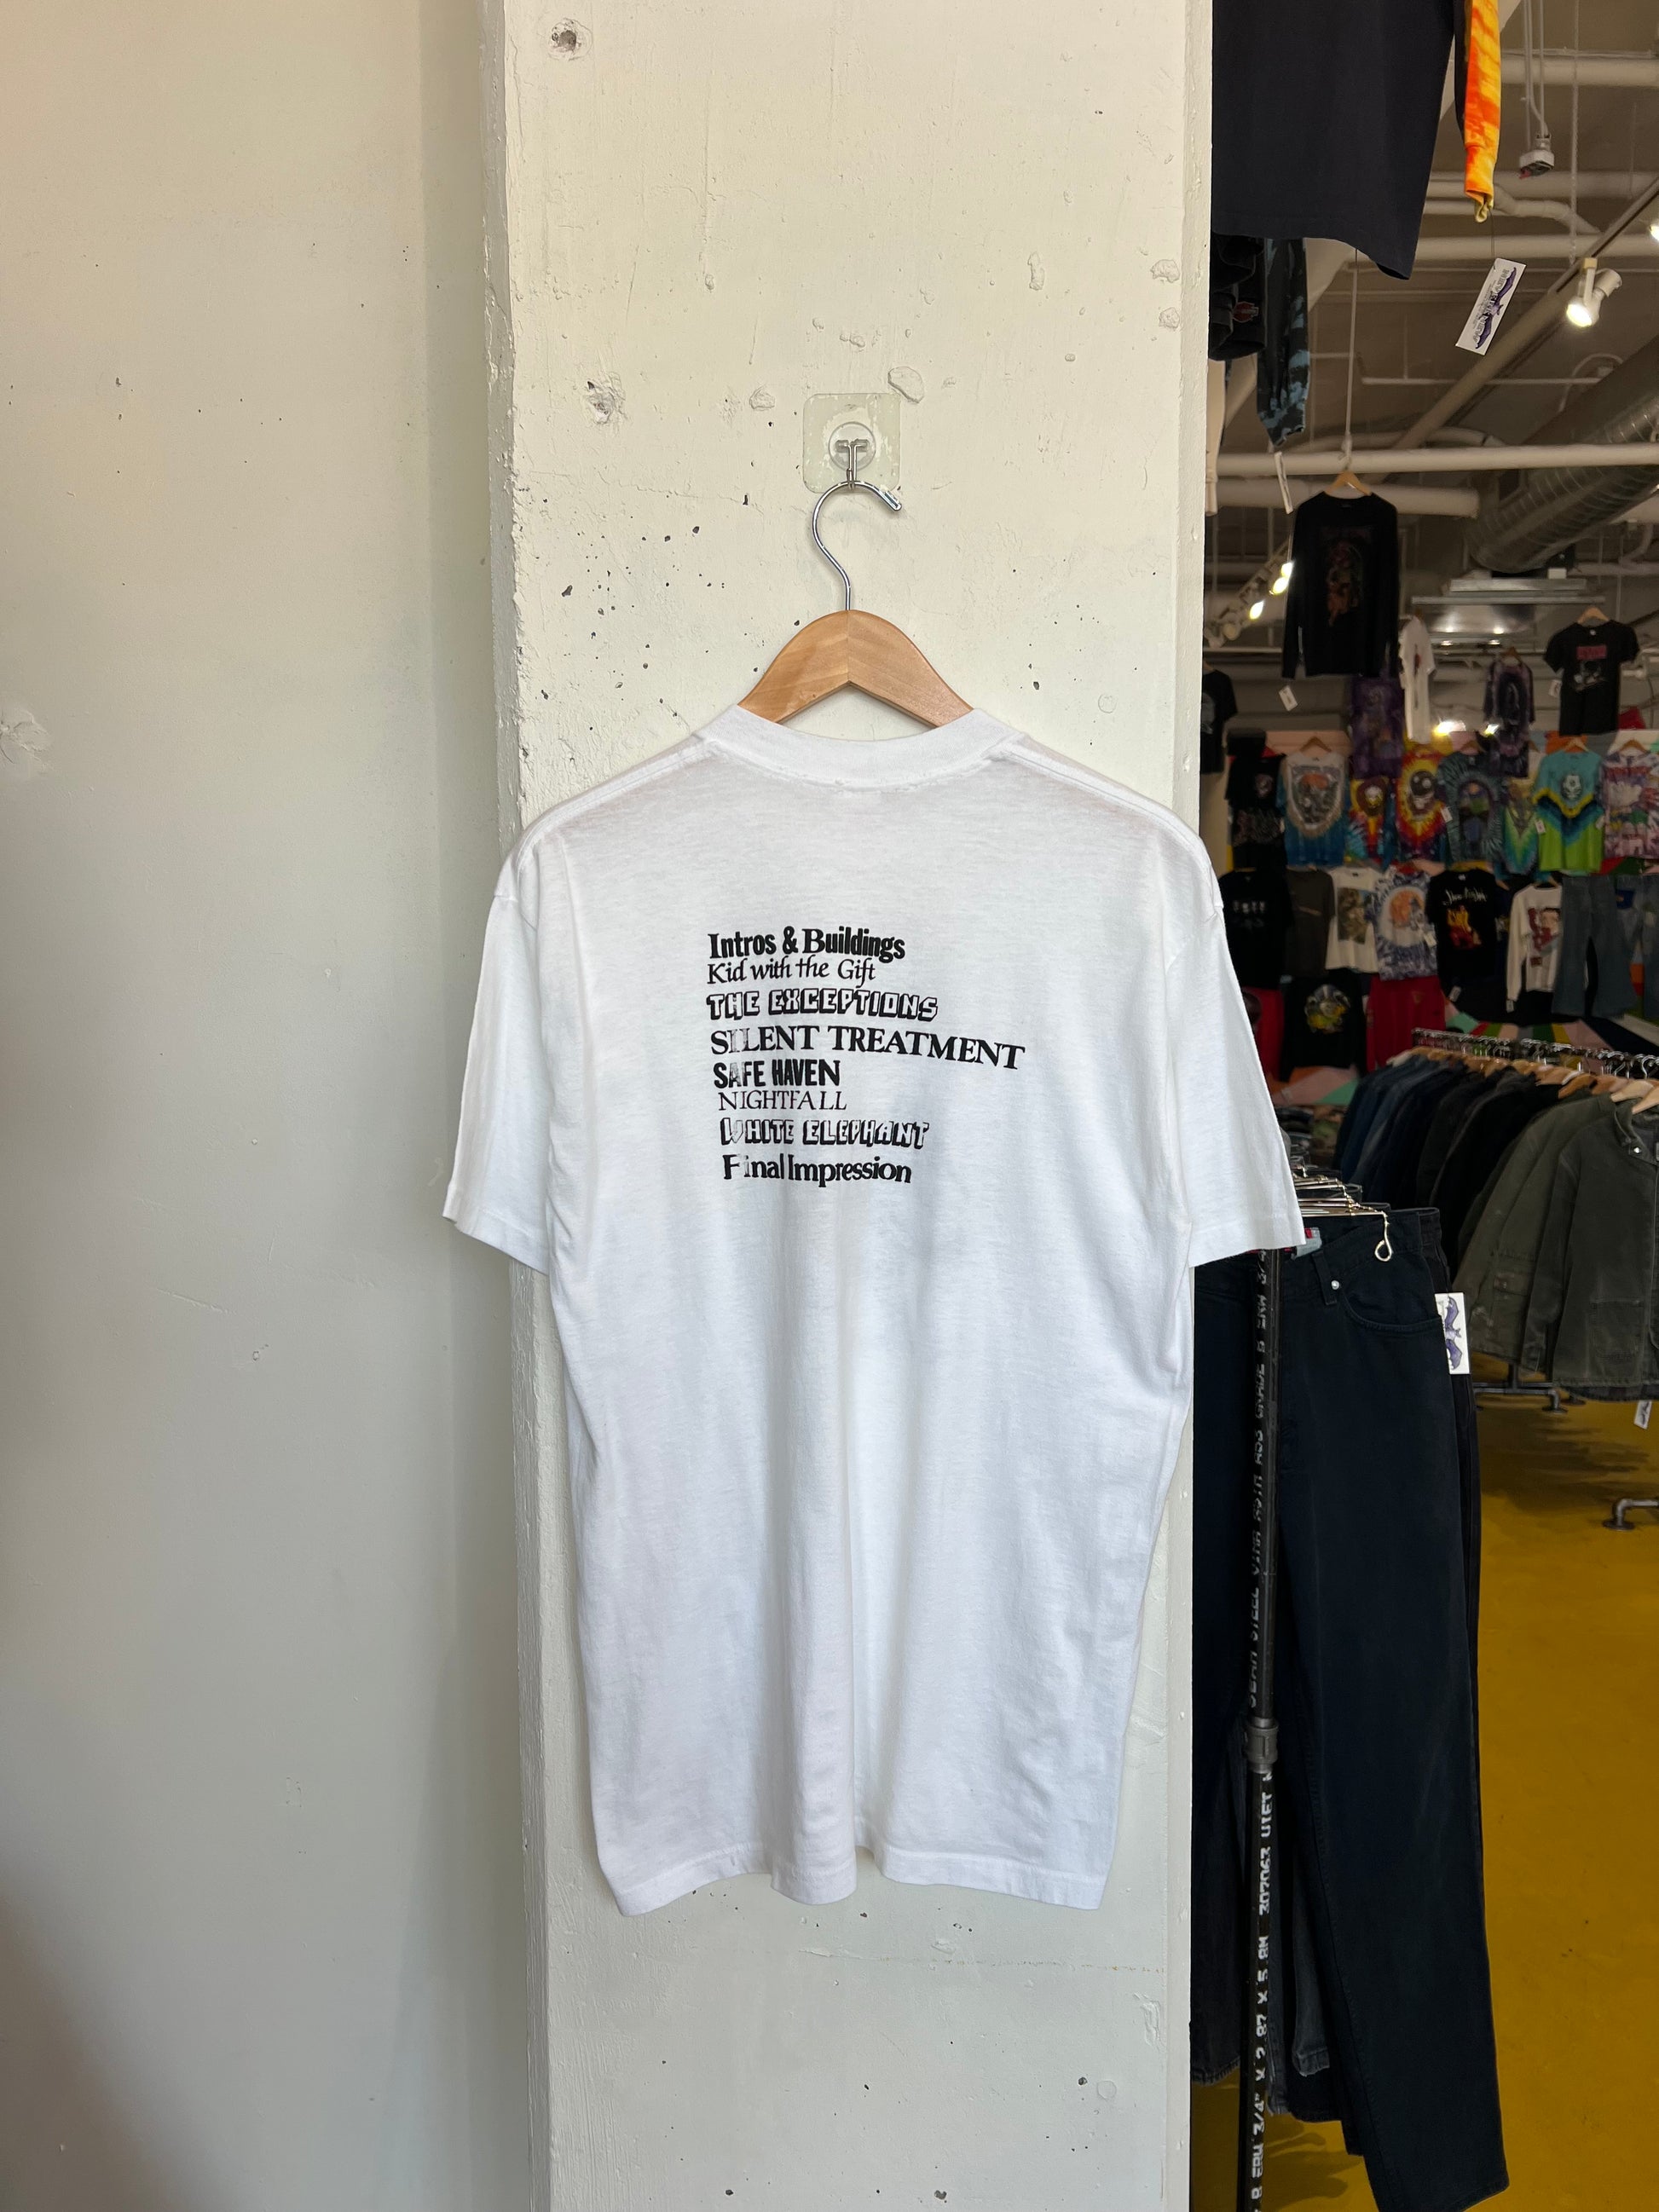 Intros & Buildings
Kid with the Gift
THE EXCEPTIONS
SILENT TREATMENT
SAFE HAVEN
NIGHTFALL
WHITE ELEPHANT
Final Impression